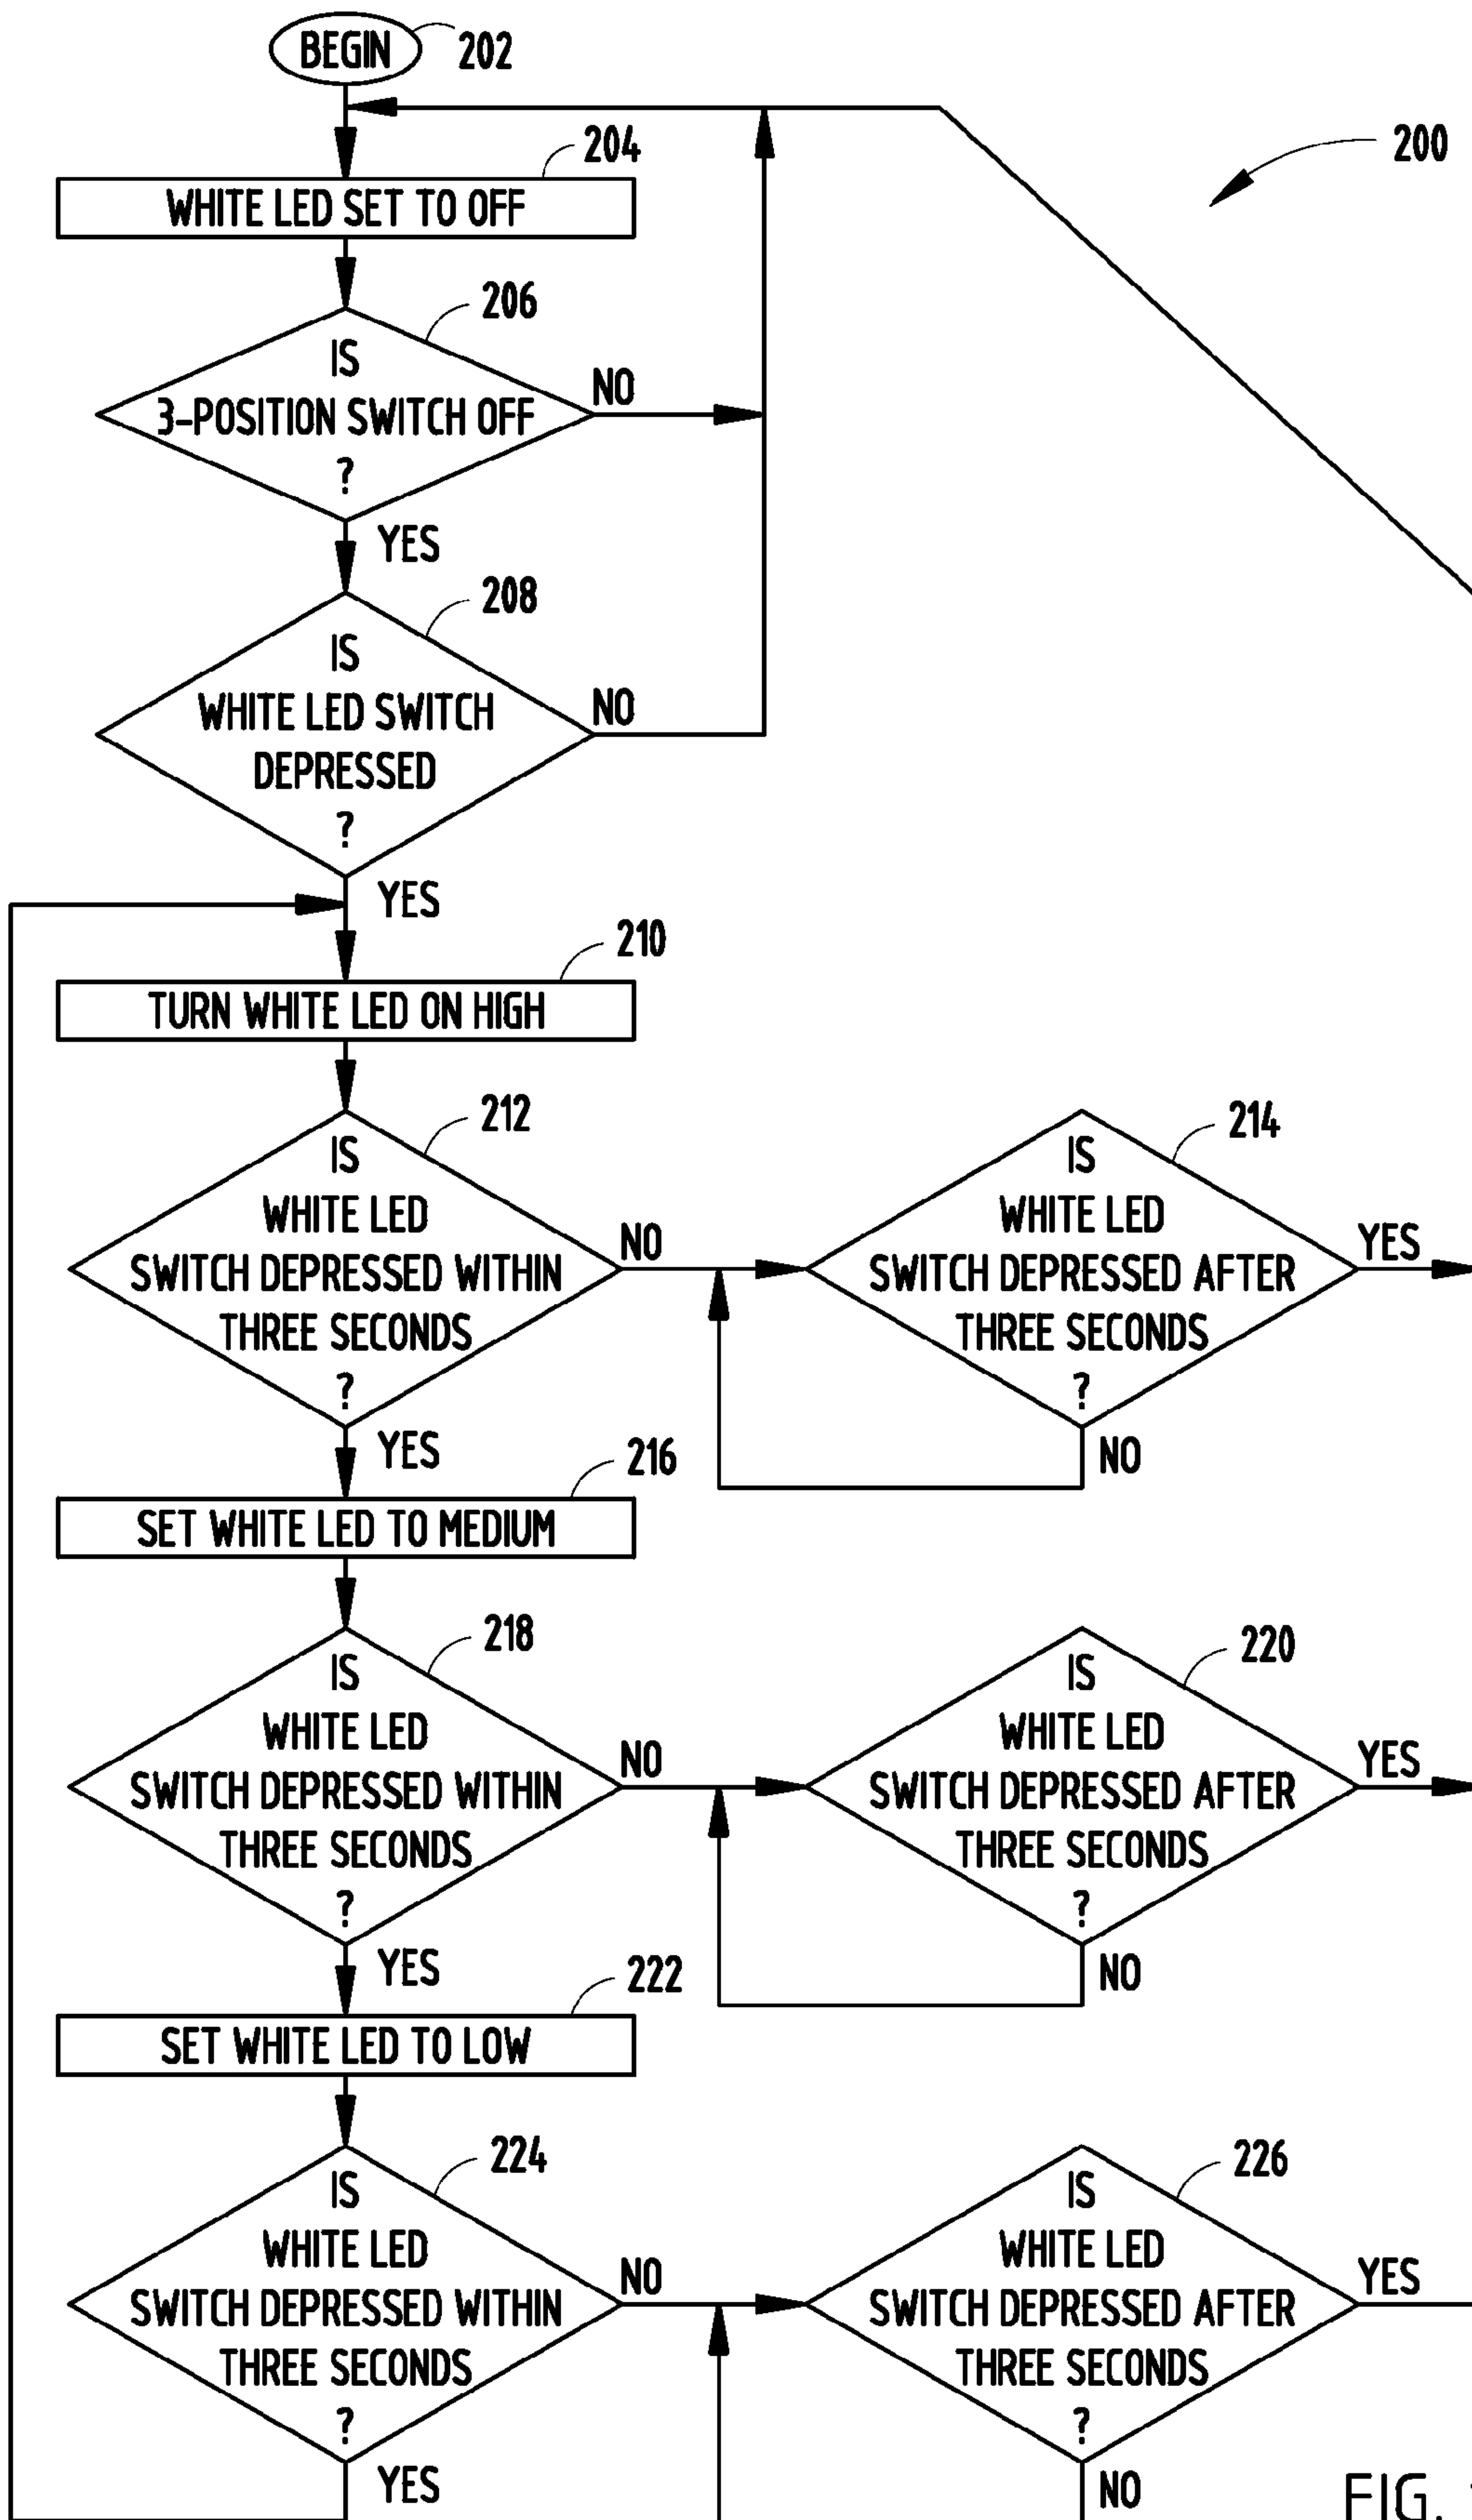 BEGIN
202
200
204
WHITE LED SET TO OFF
206
IS
3-POSITION SWITCH OFF
?
NO
YES
208
IS
WHITE LED SWITCH
DEPRESSED
?
NO
YES
210
TURN WHITE LED ON HIGH
212
IS
WHITE LED
SWITCH DEPRESSED WITHIN
THREE SECONDS
?
NO
YES
214
IS
WHITE LED
SWITCH DEPRESSED AFTER
THREE SECONDS
?
YES
NO
216
SET WHITE LED TO MEDIUM
218
IS
WHITE LED
SWITCH DEPRESSED WITHIN
THREE SECONDS
?
NO
YES
220
IS
WHITE LED
SWITCH DEPRESSED AFTER
THREE SECONDS
?
YES
NO
222
SET WHITE LED TO LOW
224
IS
WHITE LED
SWITCH DEPRESSED WITHIN
THREE SECONDS
?
NO
YES
226
IS
WHITE LED
SWITCH DEPRESSED AFTER
THREE SECONDS
?
YES
NO
FIG.